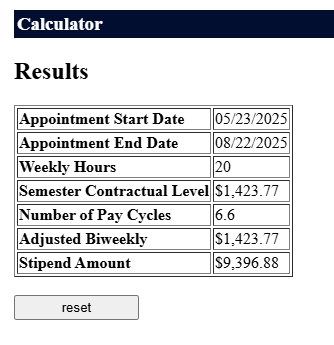 Calculator
Results
Appointment Start Date 05/23/2025
Appointment End Date 08/22/2025
Weekly Hours 20
Semester Contractual Level $1,423.77
Number of Pay Cycles 6.6
Adjusted Biweekly $1,423.77
Stipend Amount $9,396.88
reset